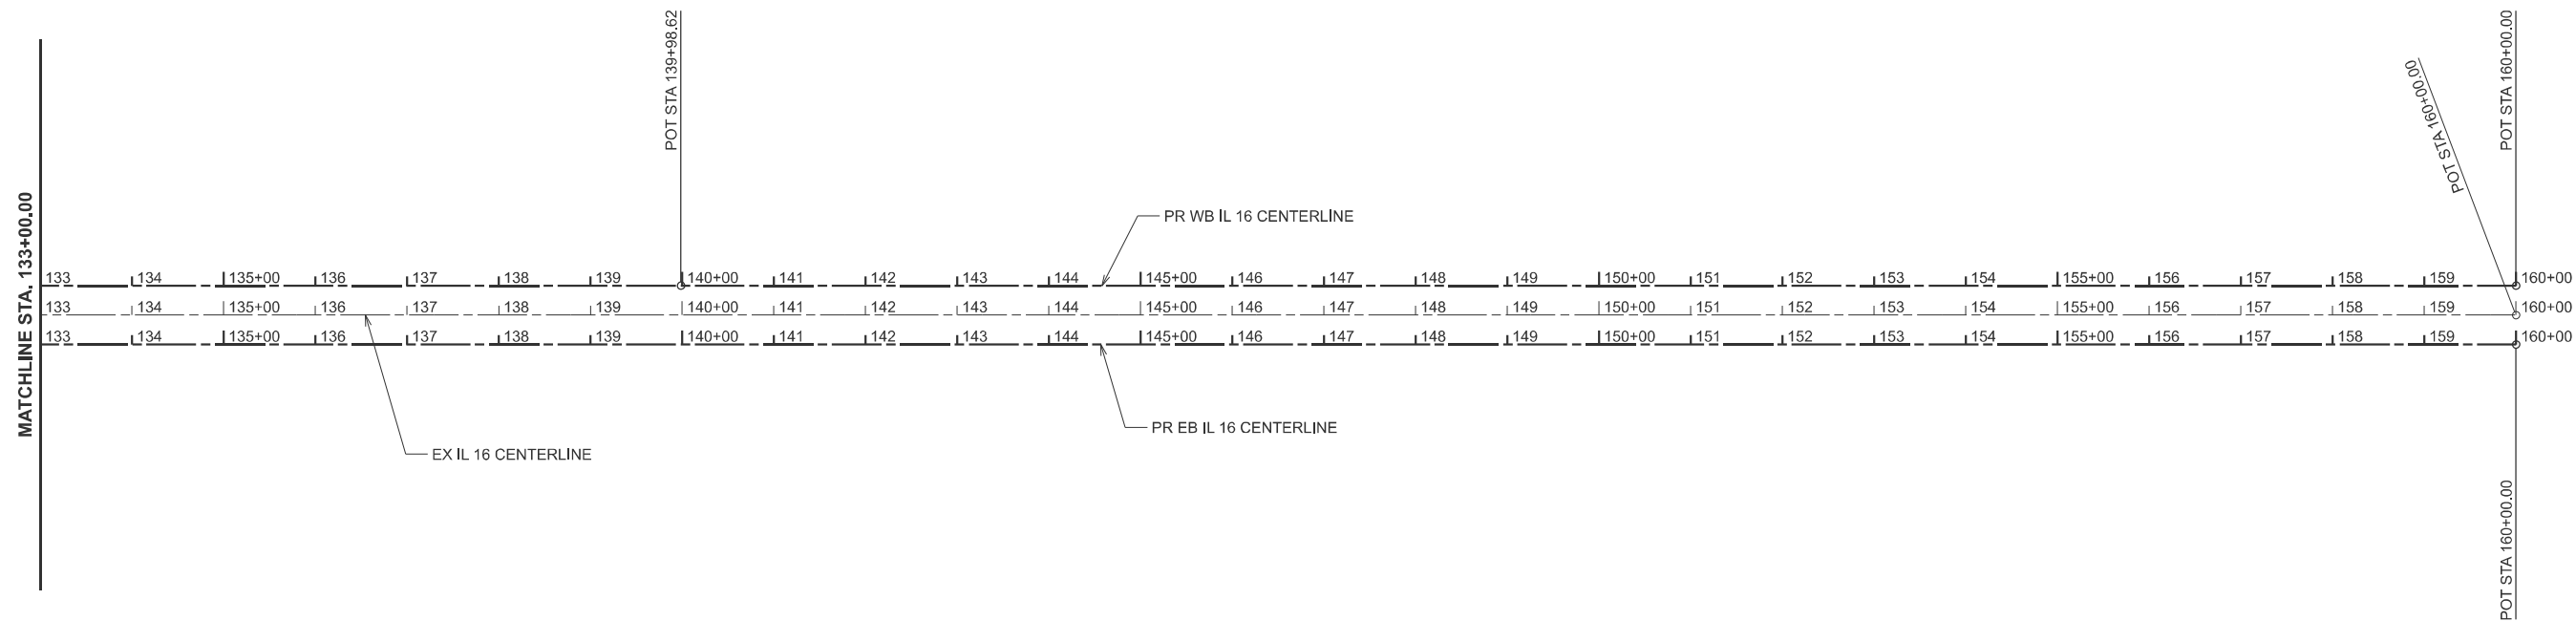 POT STA 139+98.62
POT STA 160+00.00
POT STA 160+00.00
MATCHLINE STA. 133+00.00
PR WB IL 16 CENTERLINE
133 134 135+00 136 137 138 139 140+00 141 142 143 144 145+00 146 147 148 149 150+00 151 152 153 154 155+00 156 157 158 159 160+00
133 134 135+00 136 137 138 139 140+00 141 142 143 144 145+00 146 147 148 149 150+00 151 152 153 154 155+00 156 157 158 159 160+00
133 134 135+00 136 137 138 139 140+00 141 142 143 144 145+00 146 147 148 149 150+00 151 152 153 154 155+00 156 157 158 159 160+00
PR EB IL 16 CENTERLINE
EX IL 16 CENTERLINE
POT STA 160+00.00